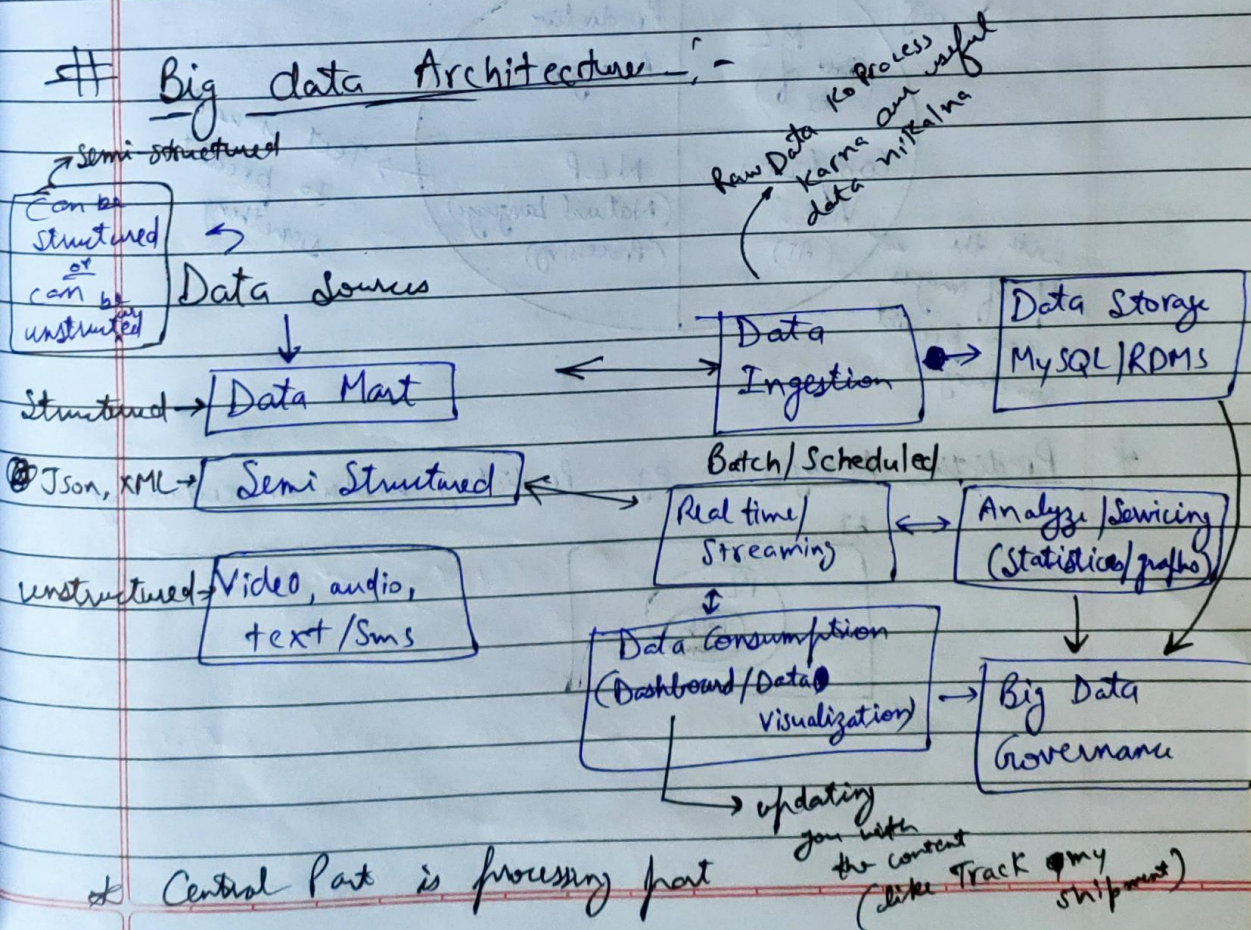 # Big data Architecture :-
Semi structured
Can be
structured
or
can be
unstructed
Data Sources
Raw Data Ko process
Karna aur useful
data nikalna
Data
Ingestion
Data Storage
MySQL/RDMS
Structured → Data Mart
Batch/Scheduled
Json, XML → Semi Structured
Real time/
Streaming
Analyze/Servicing
(Statistics/graphs)
unstructured → Video, audio,
text/Sms
Data Consumption
(Dashboard/Data
Visualization)
Big Data
Governance
→ updating
you with
the content
(like Track my
shipment)
* Central Part is processing part